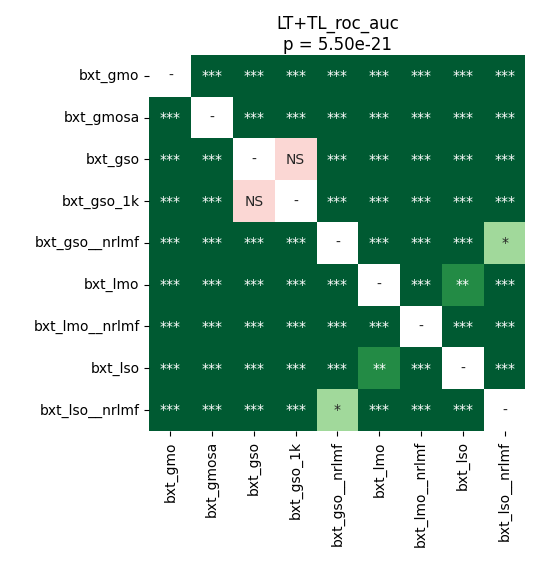 LT+TL_roc_auc
p = 5.50e-21
bxt_gmo - *** *** *** *** *** *** *** ***
bxt_gmosa *** - *** *** *** *** *** *** ***
bxt_gso *** *** - NS *** *** *** *** ***
bxt_gso_1k *** *** NS - *** *** *** *** ***
bxt_gso__nrlmf *** *** *** *** - *** *** *** *
bxt_lmo *** *** *** *** *** - *** ** ***
bxt_lmo__nrlmf *** *** *** *** *** *** - *** ***
bxt_lso *** *** *** *** *** ** *** - ***
bxt_lso__nrlmf *** *** *** *** * *** *** *** -
bxt_gmo
bxt_gmosa
bxt_gso
bxt_gso_1k
bxt_gso__nrlmf
bxt_lmo
bxt_lmo__nrlmf
bxt_lso
bxt_lso__nrlmf